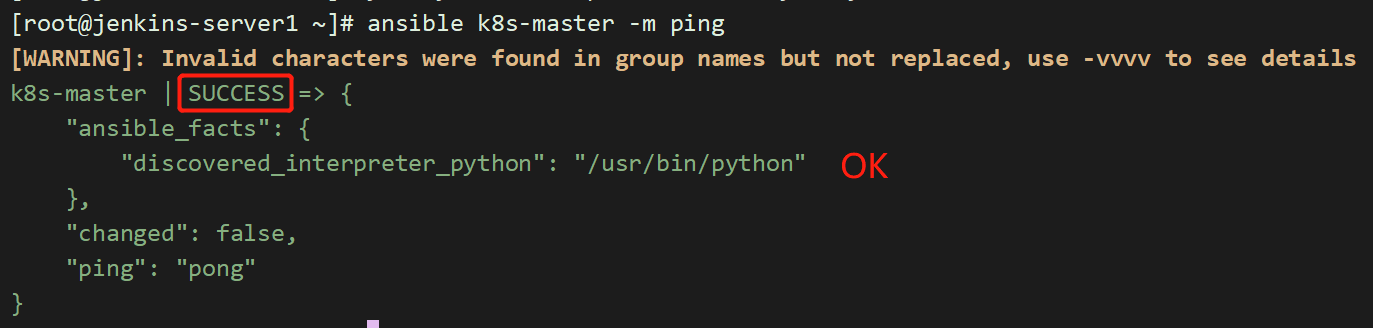 [root@jenkins-server1 ~]# ansible k8s-master -m ping
[WARNING]: Invalid characters were found in group names but not replaced, use -vvvv to see details
k8s-master | SUCCESS => {
    "ansible_facts": {
        "discovered_interpreter_python": "/usr/bin/python" OK
    },
    "changed": false,
    "ping": "pong"
}